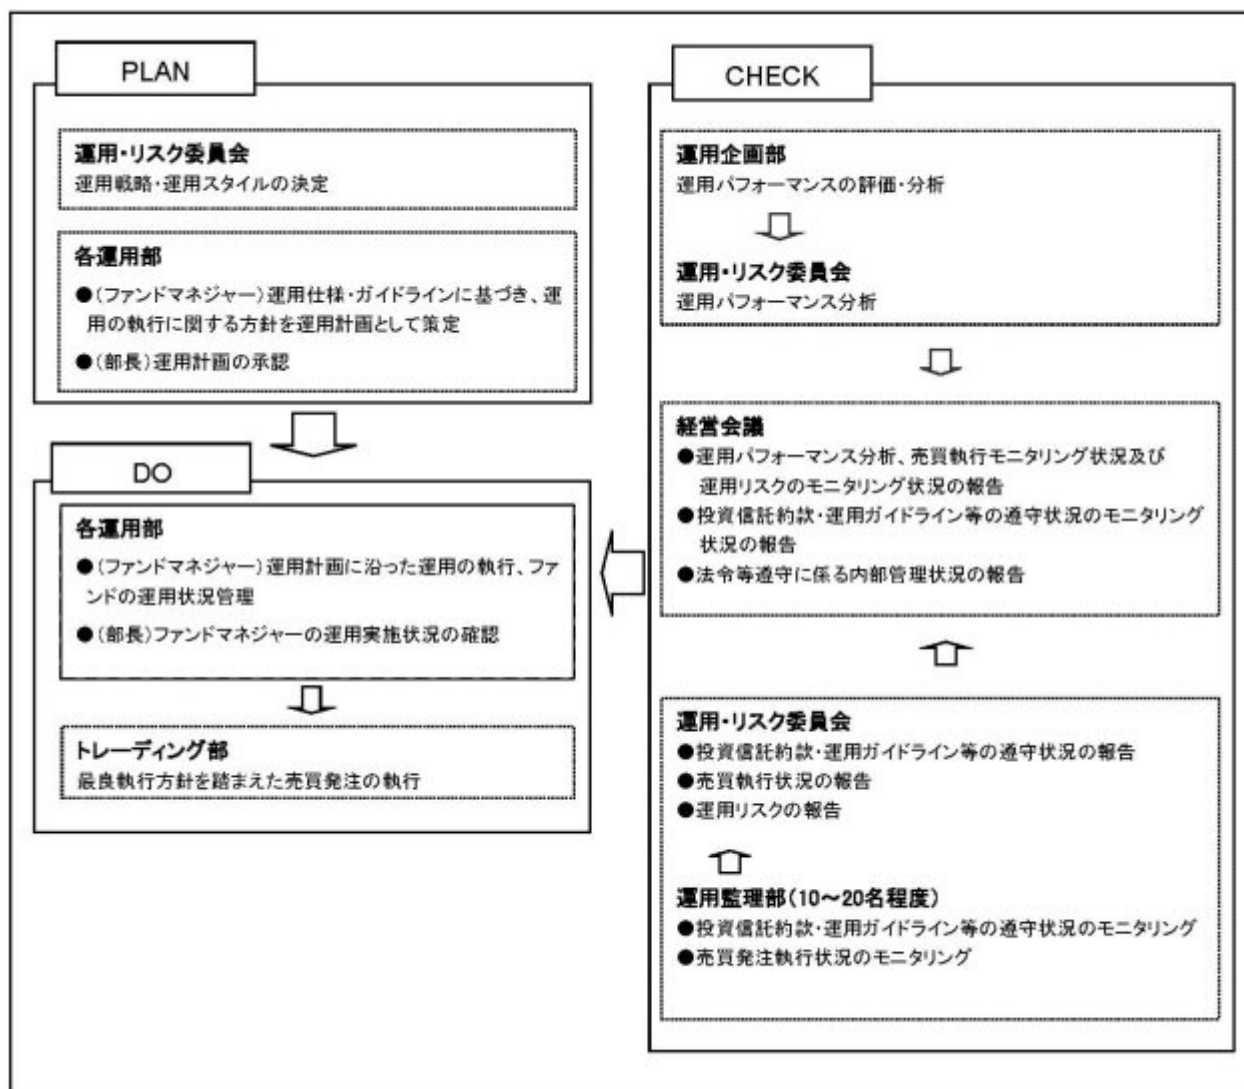 PLAN
運用・リスク委員会
運用戦略・運用スタイルの決定
各運用部
●(ファンドマネジャー)運用仕様・ガイドラインに基づき、運
用の執行に関する方針を運用計画として策定
●(部長)運用計画の承認
DO
各運用部
●(ファンドマネジャー)運用計画に沿った運用の執行、ファ
ンドの運用状況管理
●(部長)ファンドマネジャーの運用実施状況の確認
トレーディング部
最良執行方針を踏まえた売買発注の執行
CHECK
運用企画部
運用パフォーマンスの評価・分析
運用・リスク委員会
運用パフォーマンス分析
経営会議
●運用パフォーマンス分析、売買執行モニタリング状況及び
運用リスクのモニタリング状況の報告
●投資信託約款・運用ガイドライン等の遵守状況のモニタリング
状況の報告
●法令等遵守に係る内部管理状況の報告
運用・リスク委員会
●投資信託約款・運用ガイドライン等の遵守状況の報告
●売買執行状況の報告
●運用リスクの報告
運用監理部(10～20名程度)
●投資信託約款・運用ガイドライン等の遵守状況のモニタリング
●売買発注執行状況のモニタリング